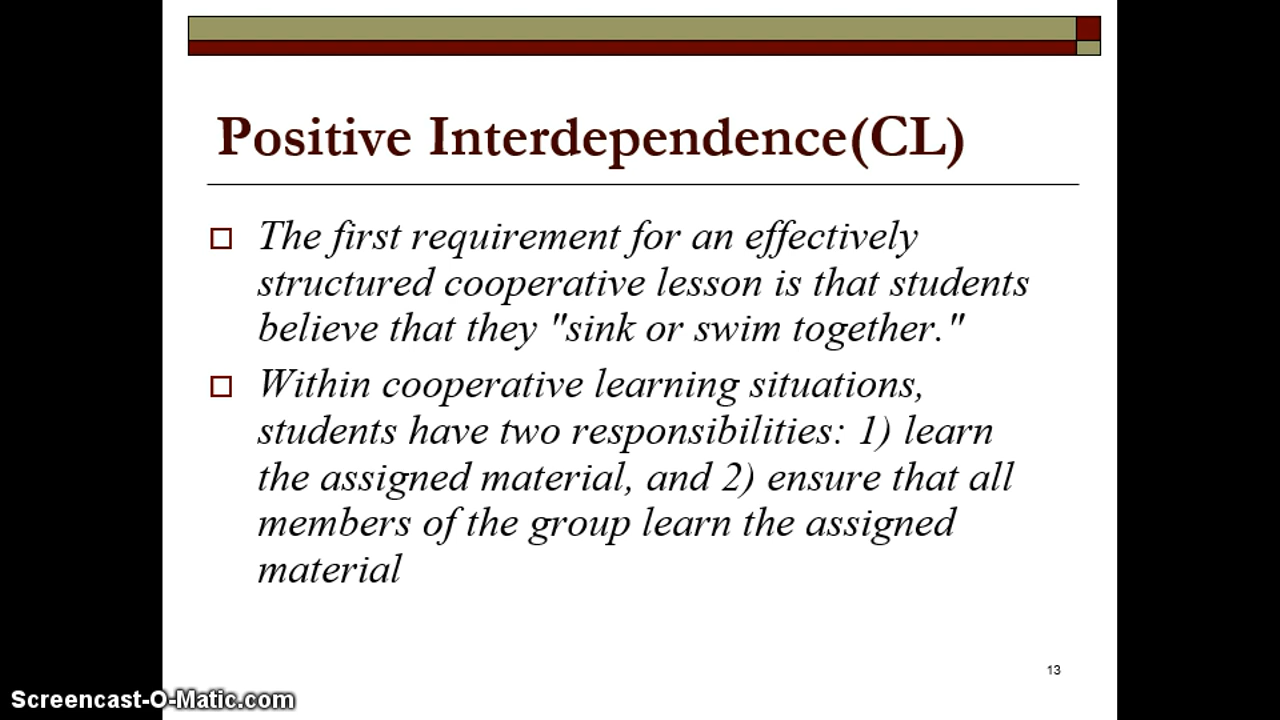 Positive Interdependence(CL)
The first requirement for an effectively
structured cooperative lesson is that students
believe that they "sink or swim together."
Within cooperative learning situations,
students have two responsibilities: 1) learn
the assigned material, and 2) ensure that all
members of the group learn the assigned
material
13
Screencast-O-Matic.com